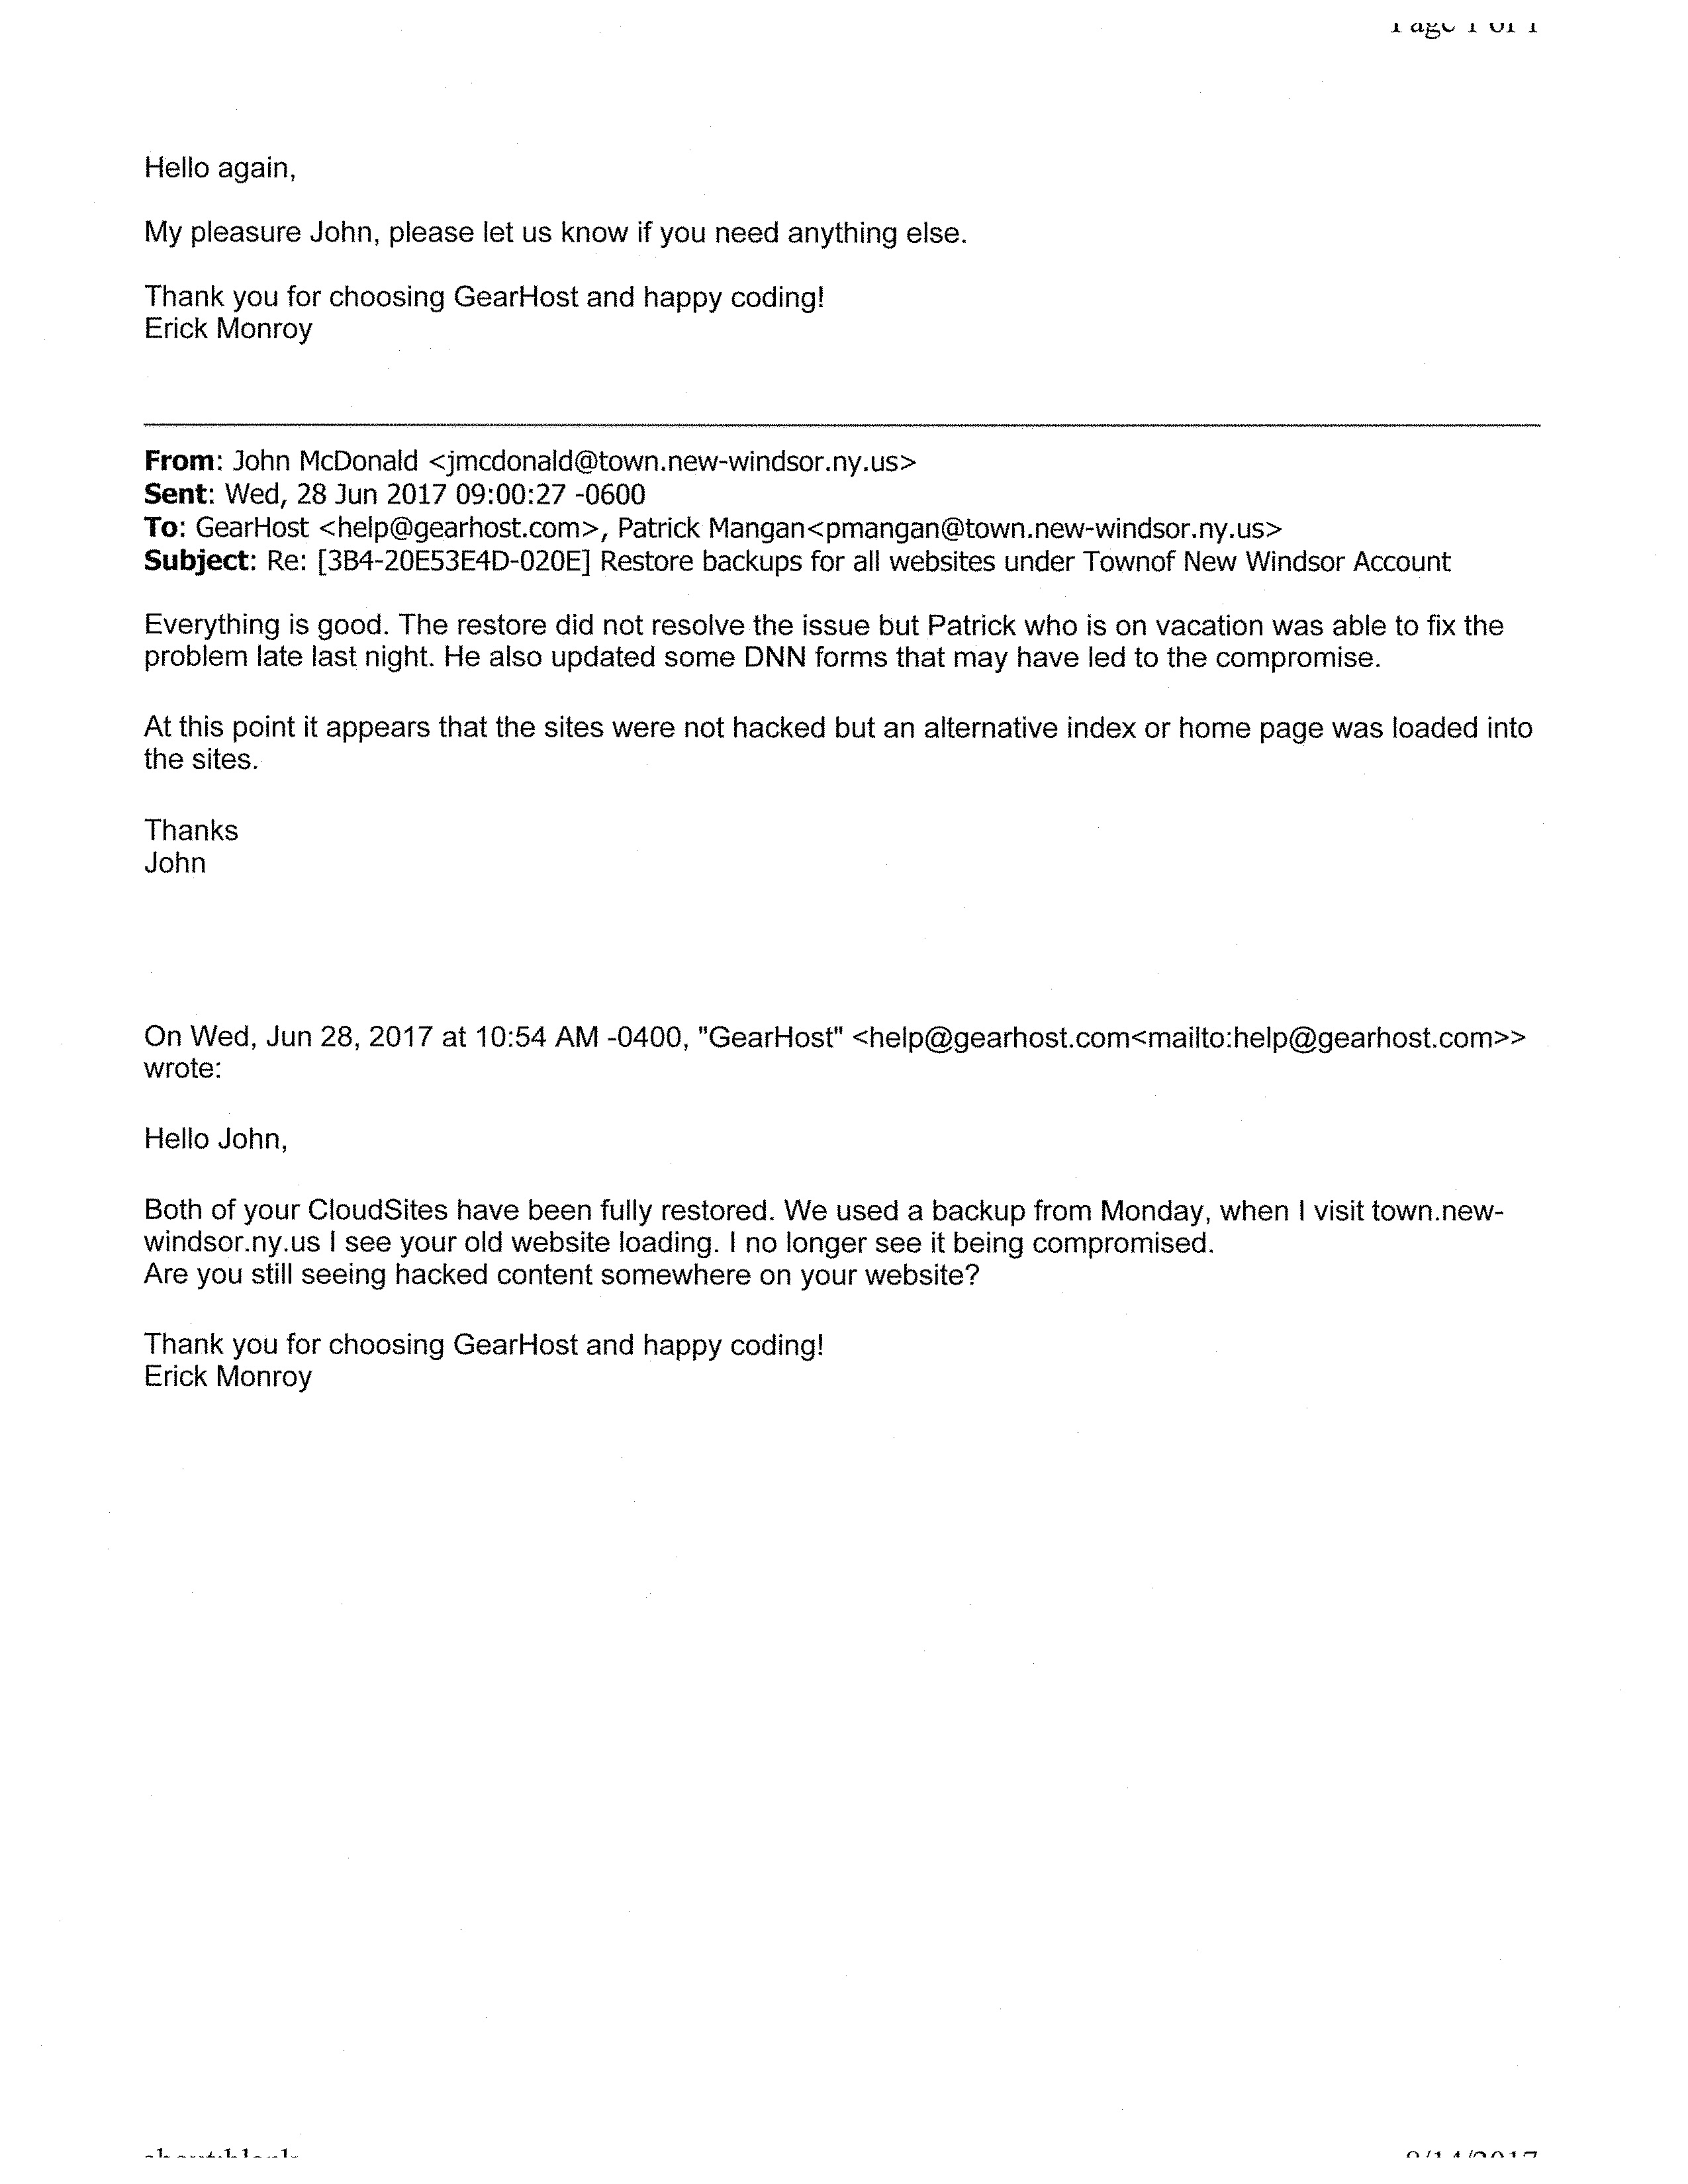 Page 1 of 1
Hello again,
My pleasure John, please let us know if you need anything else.
Thank you for choosing GearHost and happy coding!
Erick Monroy
From: John McDonald <jmcdonald@town.new-windsor.ny.us>
Sent: Wed, 28 Jun 2017 09:00:27 -0600
To: GearHost <help@gearhost.com>, Patrick Mangan<pmangan@town.new-windsor.ny.us>
Subject: Re: [3B4-20E53E4D-020E] Restore backups for all websites under Townof New Windsor Account
Everything is good. The restore did not resolve the issue but Patrick who is on vacation was able to fix the
problem late last night. He also updated some DNN forms that may have led to the compromise.
At this point it appears that the sites were not hacked but an alternative index or home page was loaded into
the sites.
Thanks
John
On Wed, Jun 28, 2017 at 10:54 AM -0400, "GearHost" <help@gearhost.com<mailto:help@gearhost.com>>
wrote:
Hello John,
Both of your CloudSites have been fully restored. We used a backup from Monday, when I visit town.new-
windsor.ny.us I see your old website loading. I no longer see it being compromised.
Are you still seeing hacked content somewhere on your website?
Thank you for choosing GearHost and happy coding!
Erick Monroy
about:blank
8/14/2017